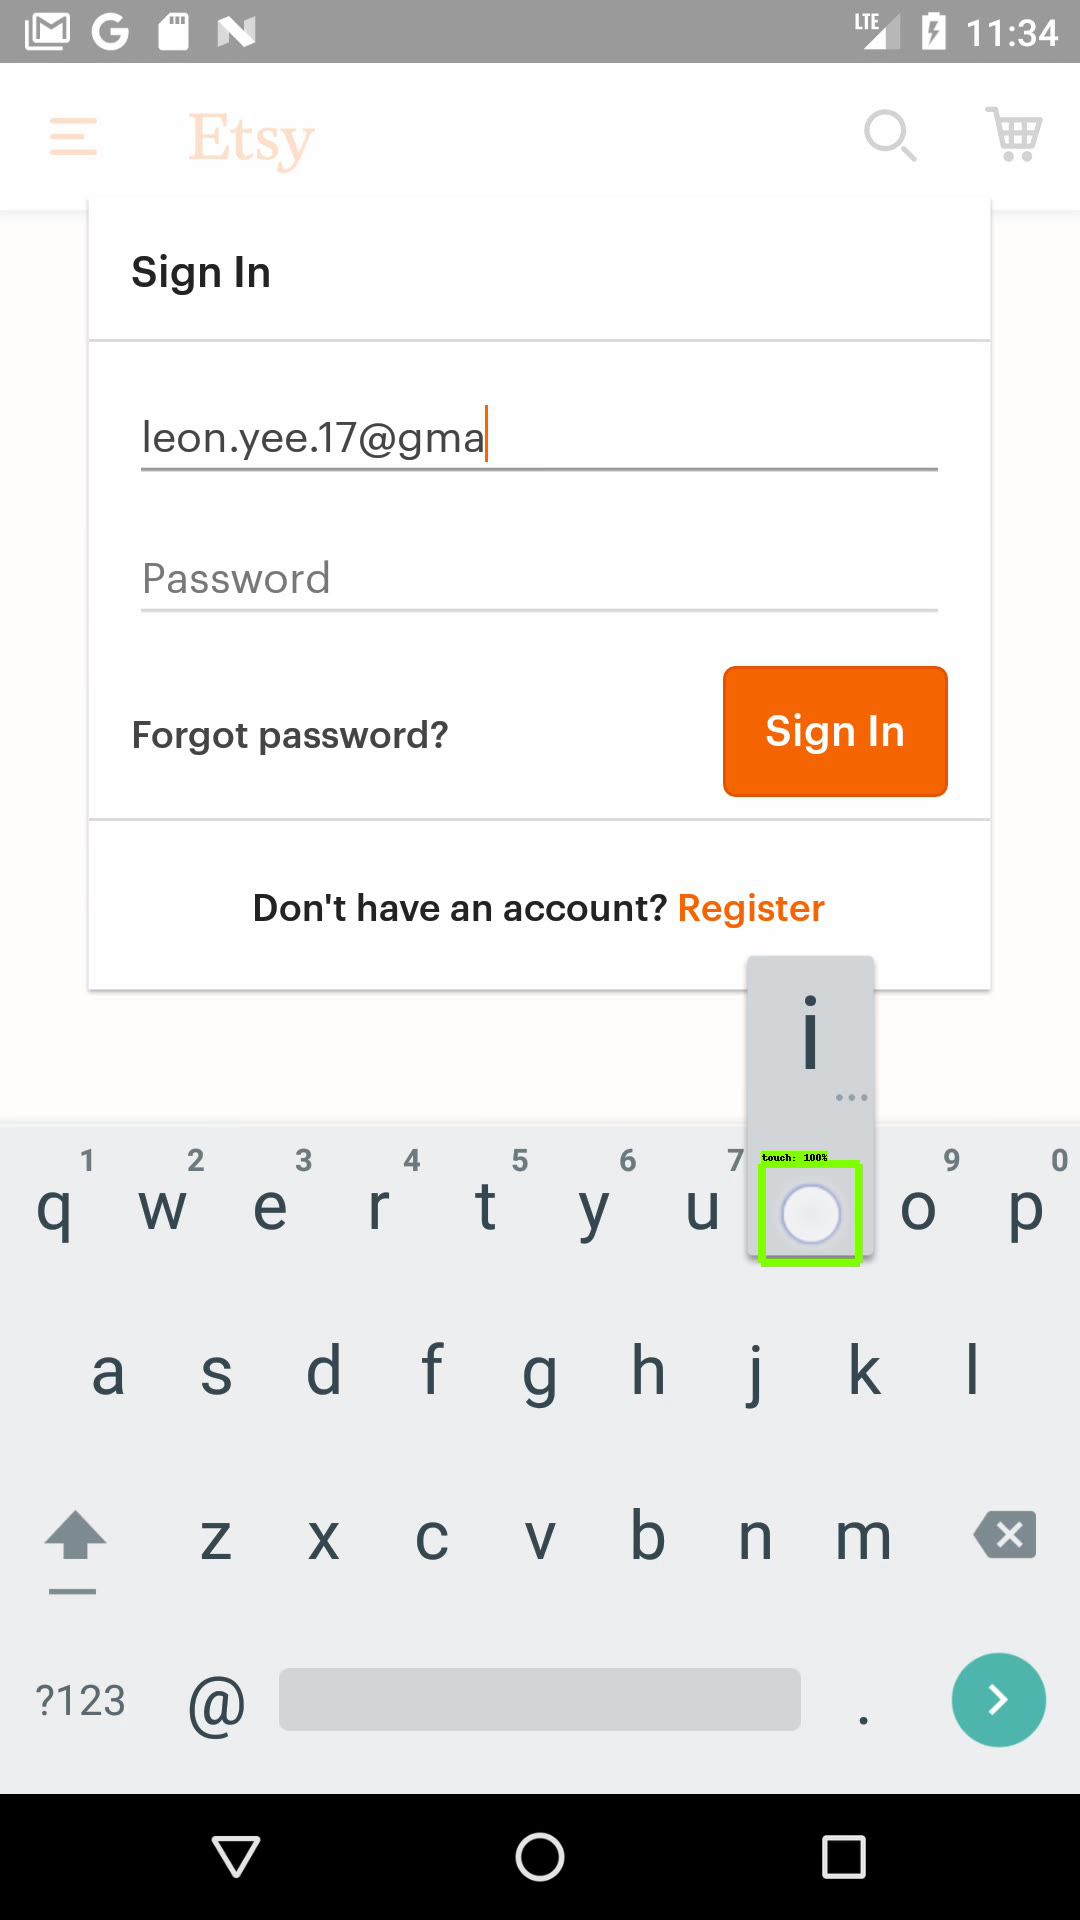 LTE 11:34
Etsy
Sign In
leon.yee.17@gma
Password
Forgot password?
Sign In
Don't have an account? Register
i
...
touch: 100%
1 2 3 4 5 6 7 9 0
q w e r t y u o p
a s d f g h j k l
z x c v b n m
?123 @ .